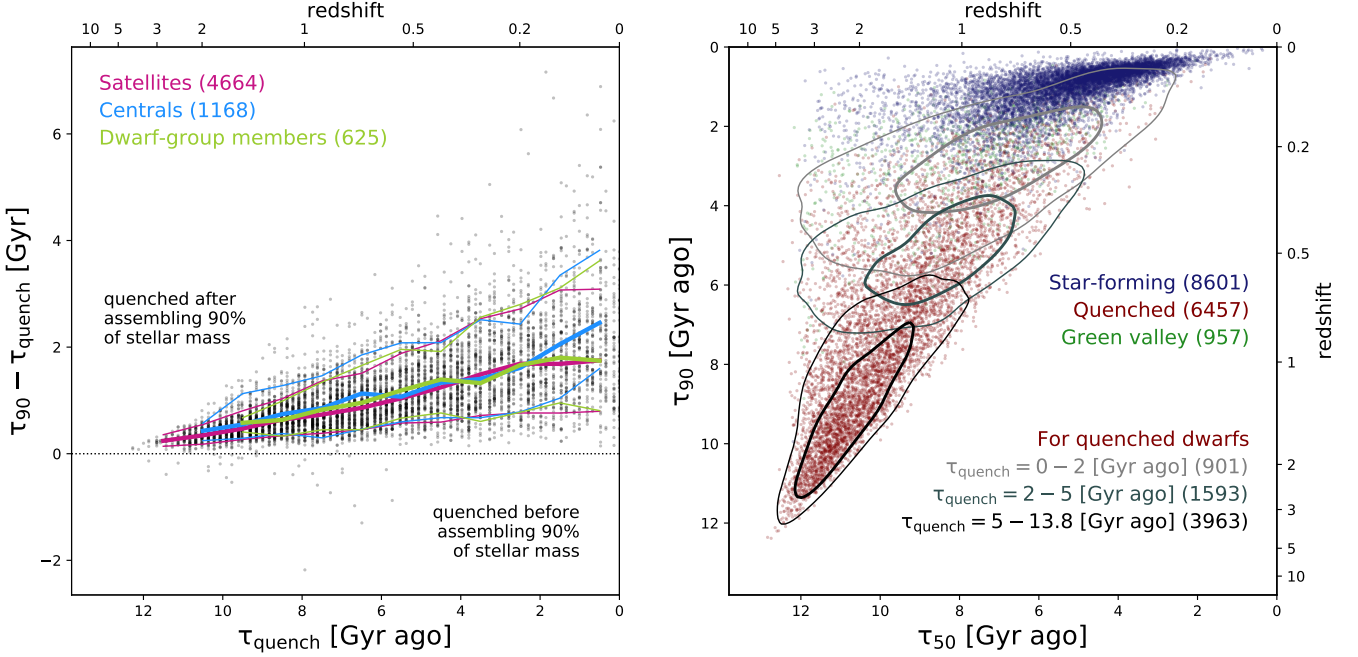 redshift
10 5 3 2 1 0.5 0.2 0
Satellites (4664)
Centrals (1168)
Dwarf-group members (625)
6
4
2
0
−2
τ90 − τquench [Gyr]
quenched after
assembling 90%
of stellar mass
quenched before
assembling 90%
of stellar mass
12 10 8 6 4 2 0
τquench [Gyr ago]
redshift
10 5 3 2 1 0.5 0.2 0
0
2
4
6
8
10
12
τ90 [Gyr ago]
Star-forming (8601)
Quenched (6457)
Green valley (957)
For quenched dwarfs
τquench = 0 − 2 [Gyr ago] (901)
τquench = 2 − 5 [Gyr ago] (1593)
τquench = 5 − 13.8 [Gyr ago] (3963)
0
0.2
0.5
1
2
3
5
10
redshift
12 10 8 6 4 2 0
τ50 [Gyr ago]